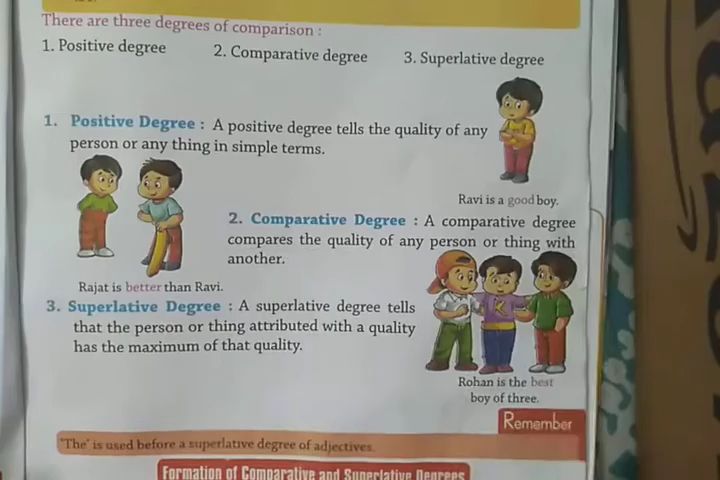 There are three degrees of comparison :
1. Positive degree 2. Comparative degree 3. Superlative degree
1. Positive Degree : A positive degree tells the quality of any
person or any thing in simple terms.
Ravi is a good boy.
2. Comparative Degree : A comparative degree
compares the quality of any person or thing with
another.
Rajat is better than Ravi.
3. Superlative Degree : A superlative degree tells
that the person or thing attributed with a quality
has the maximum of that quality.
Rohan is the best
boy of three.
Remember
'The' is used before a superlative degree of adjectives.
Formation of Comparative and Superlative Degrees